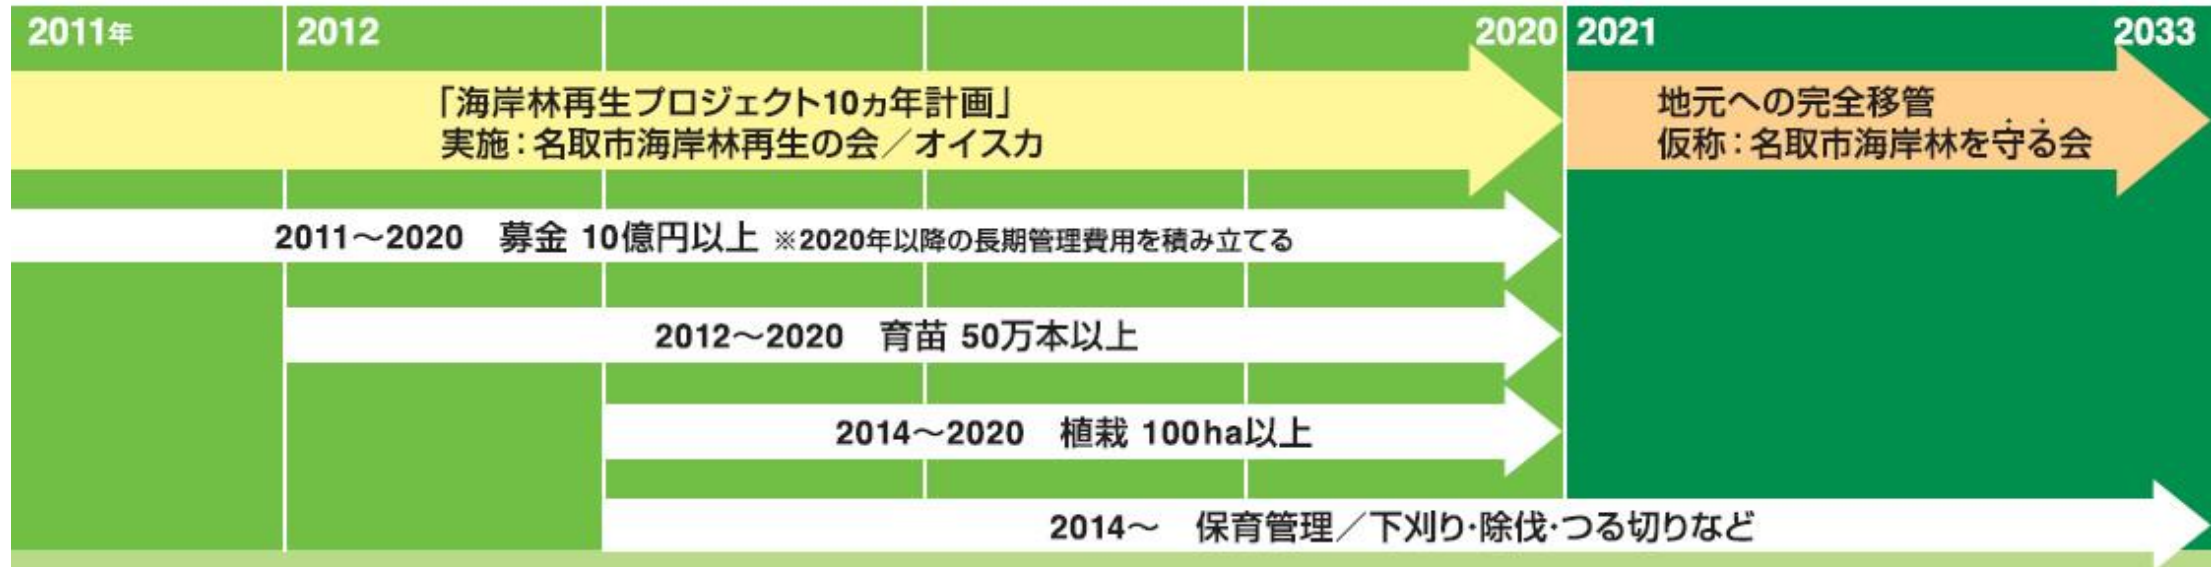 2011年 2012 2020 2021 2033
「海岸林再生プロジェクト10ヵ年計画」
実施：名取市海岸林再生の会／オイスカ
地元への完全移管
仮称：名取市海岸林を守る会
2011〜2020 募金 10億円以上 ※2020年以降の長期管理費用を積み立てる
2012〜2020 育苗 50万本以上
2014〜2020 植栽 100ha以上
2014〜 保育管理／下刈り・除伐・つる切りなど